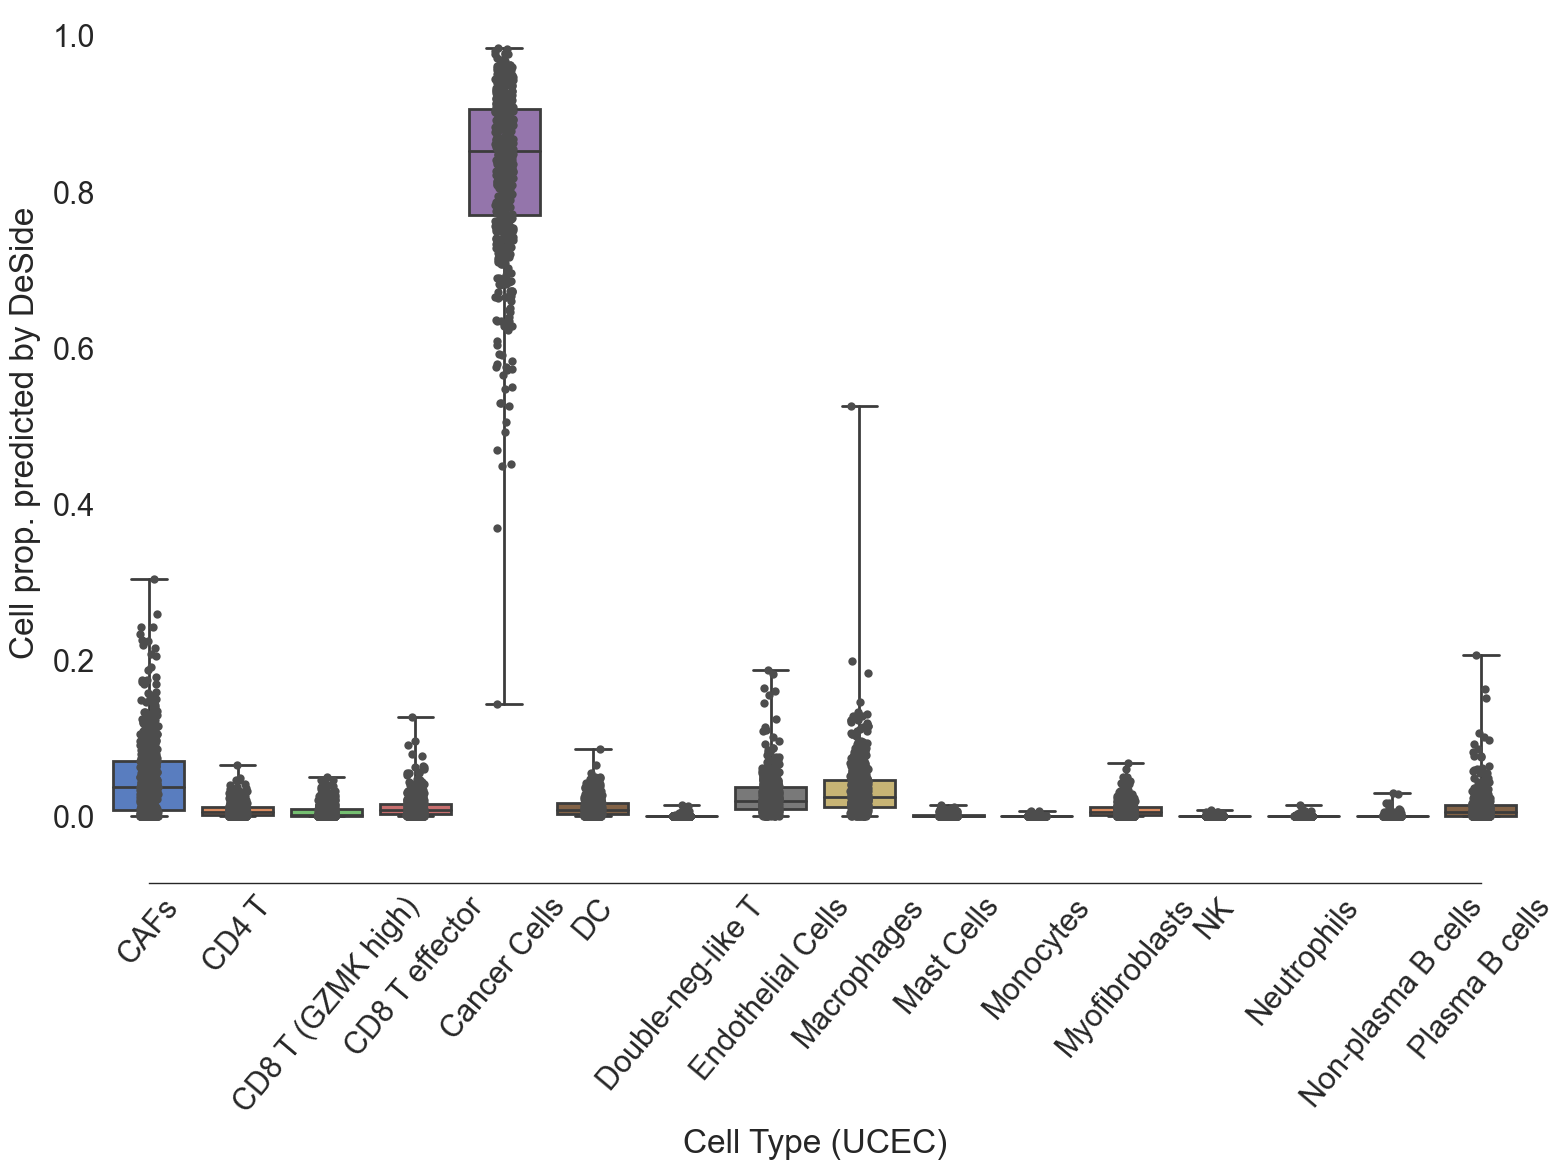 1.0
0.8
0.6
0.4
0.2
0.0
Cell prop. predicted by DeSide
CAFs
CD4 T
CD8 T (GZMK high)
CD8 T effector
Cancer Cells
DC
Double-neg-like T
Endothelial Cells
Macrophages
Mast Cells
Monocytes
Myofibroblasts
NK
Neutrophils
Non-plasma B cells
Plasma B cells
Cell Type (UCEC)